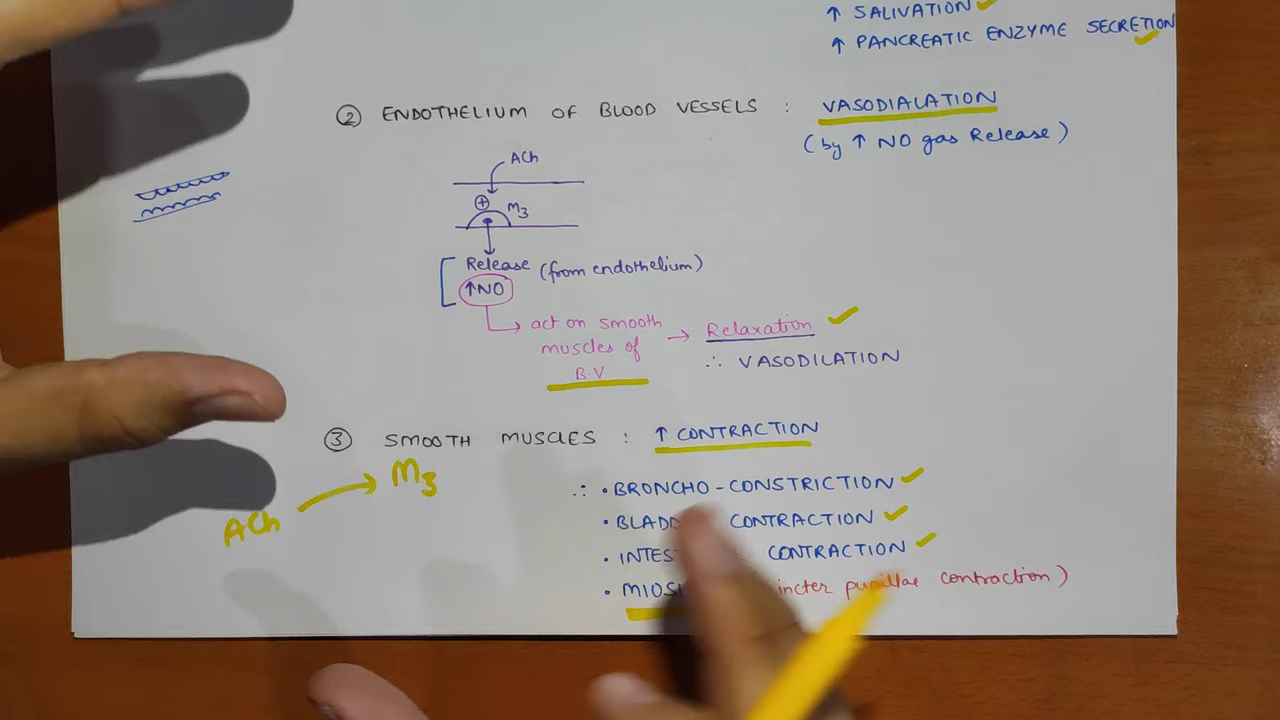 ↑ SALIVATION
↑ PANCREATIC ENZYME SECRETION
② ENDOTHELIUM OF BLOOD VESSELS : VASODIALATION
(by ↑ NO gas Release)
ACh
⊕ M3
Release (from endothelium)
↑NO
act on smooth → Relaxation
muscles of ∴ VASODILATION
B.V
③ SMOOTH MUSCLES : ↑ CONTRACTION
ACh → M3
∴ • BRONCHO-CONSTRICTION
• CONTRACTION
• CONTRACTION
• pupillae contraction)